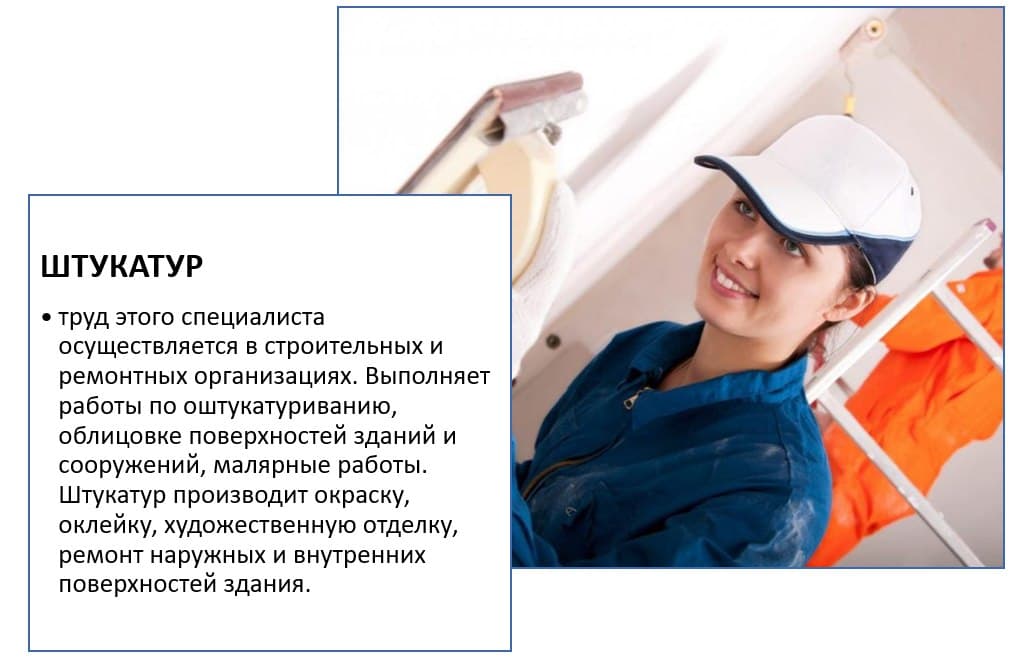 ШТУКАТУР
• труд этого специалиста
осуществляется в строительных и
ремонтных организациях. Выполняет
работы по оштукатуриванию,
облицовке поверхностей зданий и
сооружений, малярные работы.
Штукатур производит окраску,
оклейку, художественную отделку,
ремонт наружных и внутренних
поверхностей здания.